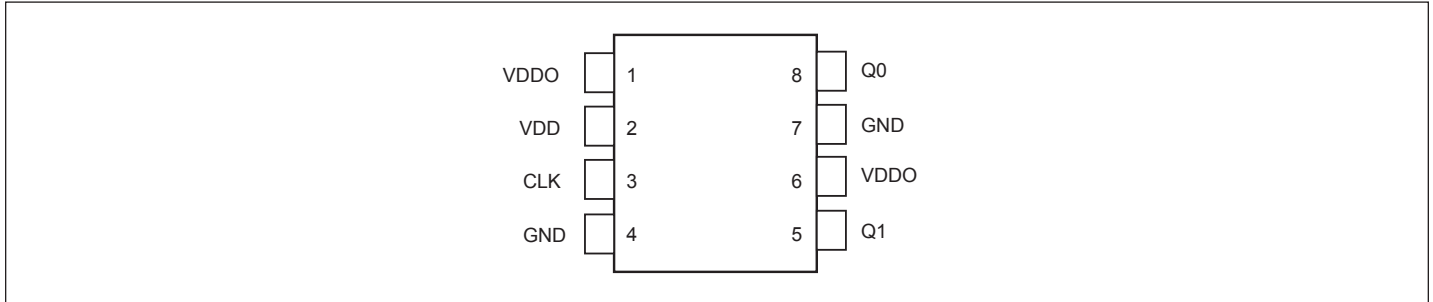 VDDO 1 8 Q0
VDD 2 7 GND
CLK 3 6 VDDO
GND 4 5 Q1